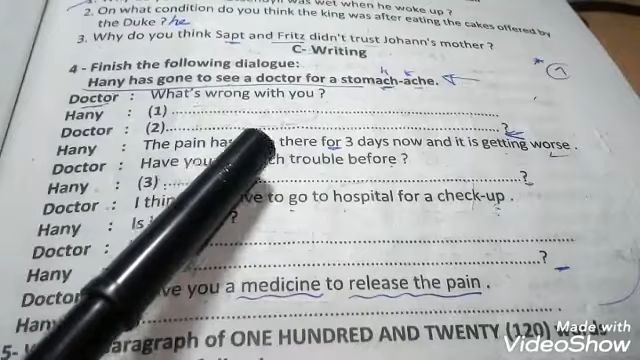 wet when he woke up ?
2. On what condition do you think the king was after eating the cakes offered by
the Duke ? he
3. Why do you think Sapt and Fritz didn't trust Johann's mother ?
C- Writing
4 - Finish the following dialogue:
Hany has gone to see a doctor for a stomach-ache.
Doctor : What's wrong with you ?
Hany : (1) ........................................
Doctor : (2)........................................?
Hany : The pain ha there for 3 days now and it is getting worse .
Doctor : Have you trouble before ?
Hany : (3) ........................................?
Doctor : I to go to hospital for a check-up .
Hany : Is ?
Doctor : ........................................
Hany ........................................?
Doctor you a medicine to release the pain .
Hany ........................................
5- paragraph of ONE HUNDRED AND TWENTY (120) words
Made with
VideoShow